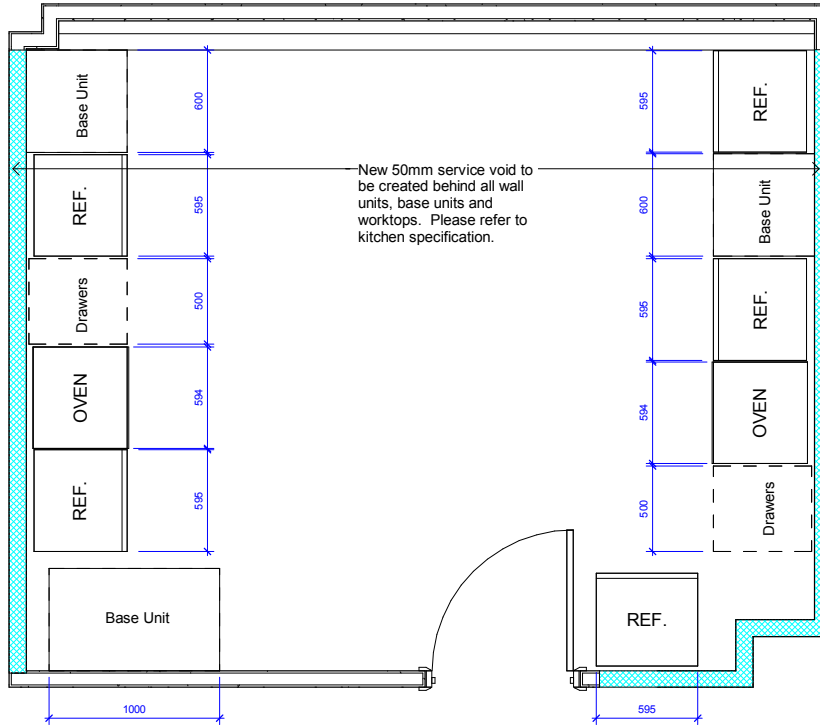 Base Unit
600
595
REF.
New 50mm service void to
be created behind all wall
units, base units and
worktops. Please refer to
kitchen specification.
REF.
595
600
Base Unit
Drawers
500
595
REF.
OVEN
594
594
OVEN
REF.
595
500
Drawers
Base Unit
REF.
1000
595